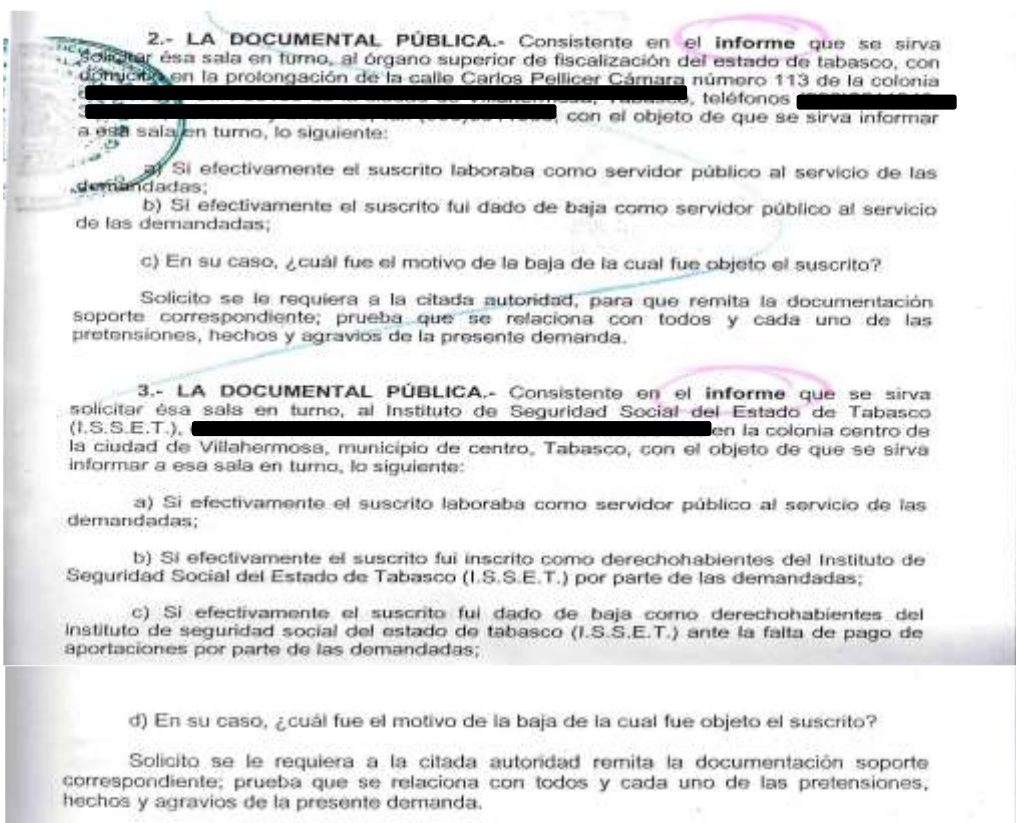 2.- LA DOCUMENTAL PÚBLICA.- Consistente en el informe que se sirva
solicitar ésa sala en turno, al órgano superior de fiscalización del estado de tabasco, con
domicilio en la prolongación de la calle Carlos Pellicer Cámara número 113 de la colonia
teléfonos
con el objeto de que se sirva informar
a esa sala en turno, lo siguiente:
a) Si efectivamente el suscrito laboraba como servidor público al servicio de las
demandadas;
b) Si efectivamente el suscrito fui dado de baja como servidor público al servicio
de las demandadas;
c) En su caso, ¿cuál fue el motivo de la baja de la cual fue objeto el suscrito?
Solicito se le requiera a la citada autoridad, para que remita la documentación
soporte correspondiente; prueba que se relaciona con todos y cada uno de las
pretensiones, hechos y agravios de la presente demanda.
3.- LA DOCUMENTAL PÚBLICA.- Consistente en el informe que se sirva
solicitar ésa sala en turno, al Instituto de Seguridad Social del Estado de Tabasco
(I.S.S.E.T.), en la colonia centro de
la ciudad de Villahermosa, municipio de centro, Tabasco, con el objeto de que se sirva
informar a esa sala en turno, lo siguiente:
a) Si efectivamente el suscrito laboraba como servidor público al servicio de las
demandadas;
b) Si efectivamente el suscrito fui inscrito como derechohabientes del Instituto de
Seguridad Social del Estado de Tabasco (I.S.S.E.T.) por parte de las demandadas;
c) Si efectivamente el suscrito fui dado de baja como derechohabientes del
instituto de seguridad social del estado de tabasco (I.S.S.E.T.) ante la falta de pago de
aportaciones por parte de las demandadas;
d) En su caso, ¿cuál fue el motivo de la baja de la cual fue objeto el suscrito?
Solicito se le requiera a la citada autoridad remita la documentación soporte
correspondiente; prueba que se relaciona con todos y cada uno de las pretensiones,
hechos y agravios de la presente demanda.